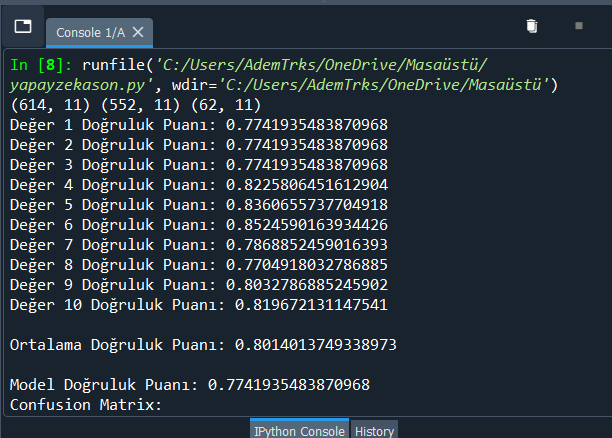 Console 1/A
In [8]: runfile('C:/Users/AdemTrks/OneDrive/Masaüstü/
yapayzekason.py', wdir='C:/Users/AdemTrks/OneDrive/Masaüstü')
(614, 11) (552, 11) (62, 11)
Değer 1 Doğruluk Puanı: 0.7741935483870968
Değer 2 Doğruluk Puanı: 0.7741935483870968
Değer 3 Doğruluk Puanı: 0.7741935483870968
Değer 4 Doğruluk Puanı: 0.8225806451612904
Değer 5 Doğruluk Puanı: 0.8360655737704918
Değer 6 Doğruluk Puanı: 0.8524590163934426
Değer 7 Doğruluk Puanı: 0.7868852459016393
Değer 8 Doğruluk Puanı: 0.7704918032786885
Değer 9 Doğruluk Puanı: 0.8032786885245902
Değer 10 Doğruluk Puanı: 0.819672131147541
Ortalama Doğruluk Puanı: 0.8014013749338973
Model Doğruluk Puanı: 0.7741935483870968
Confusion Matrix:
IPython Console History